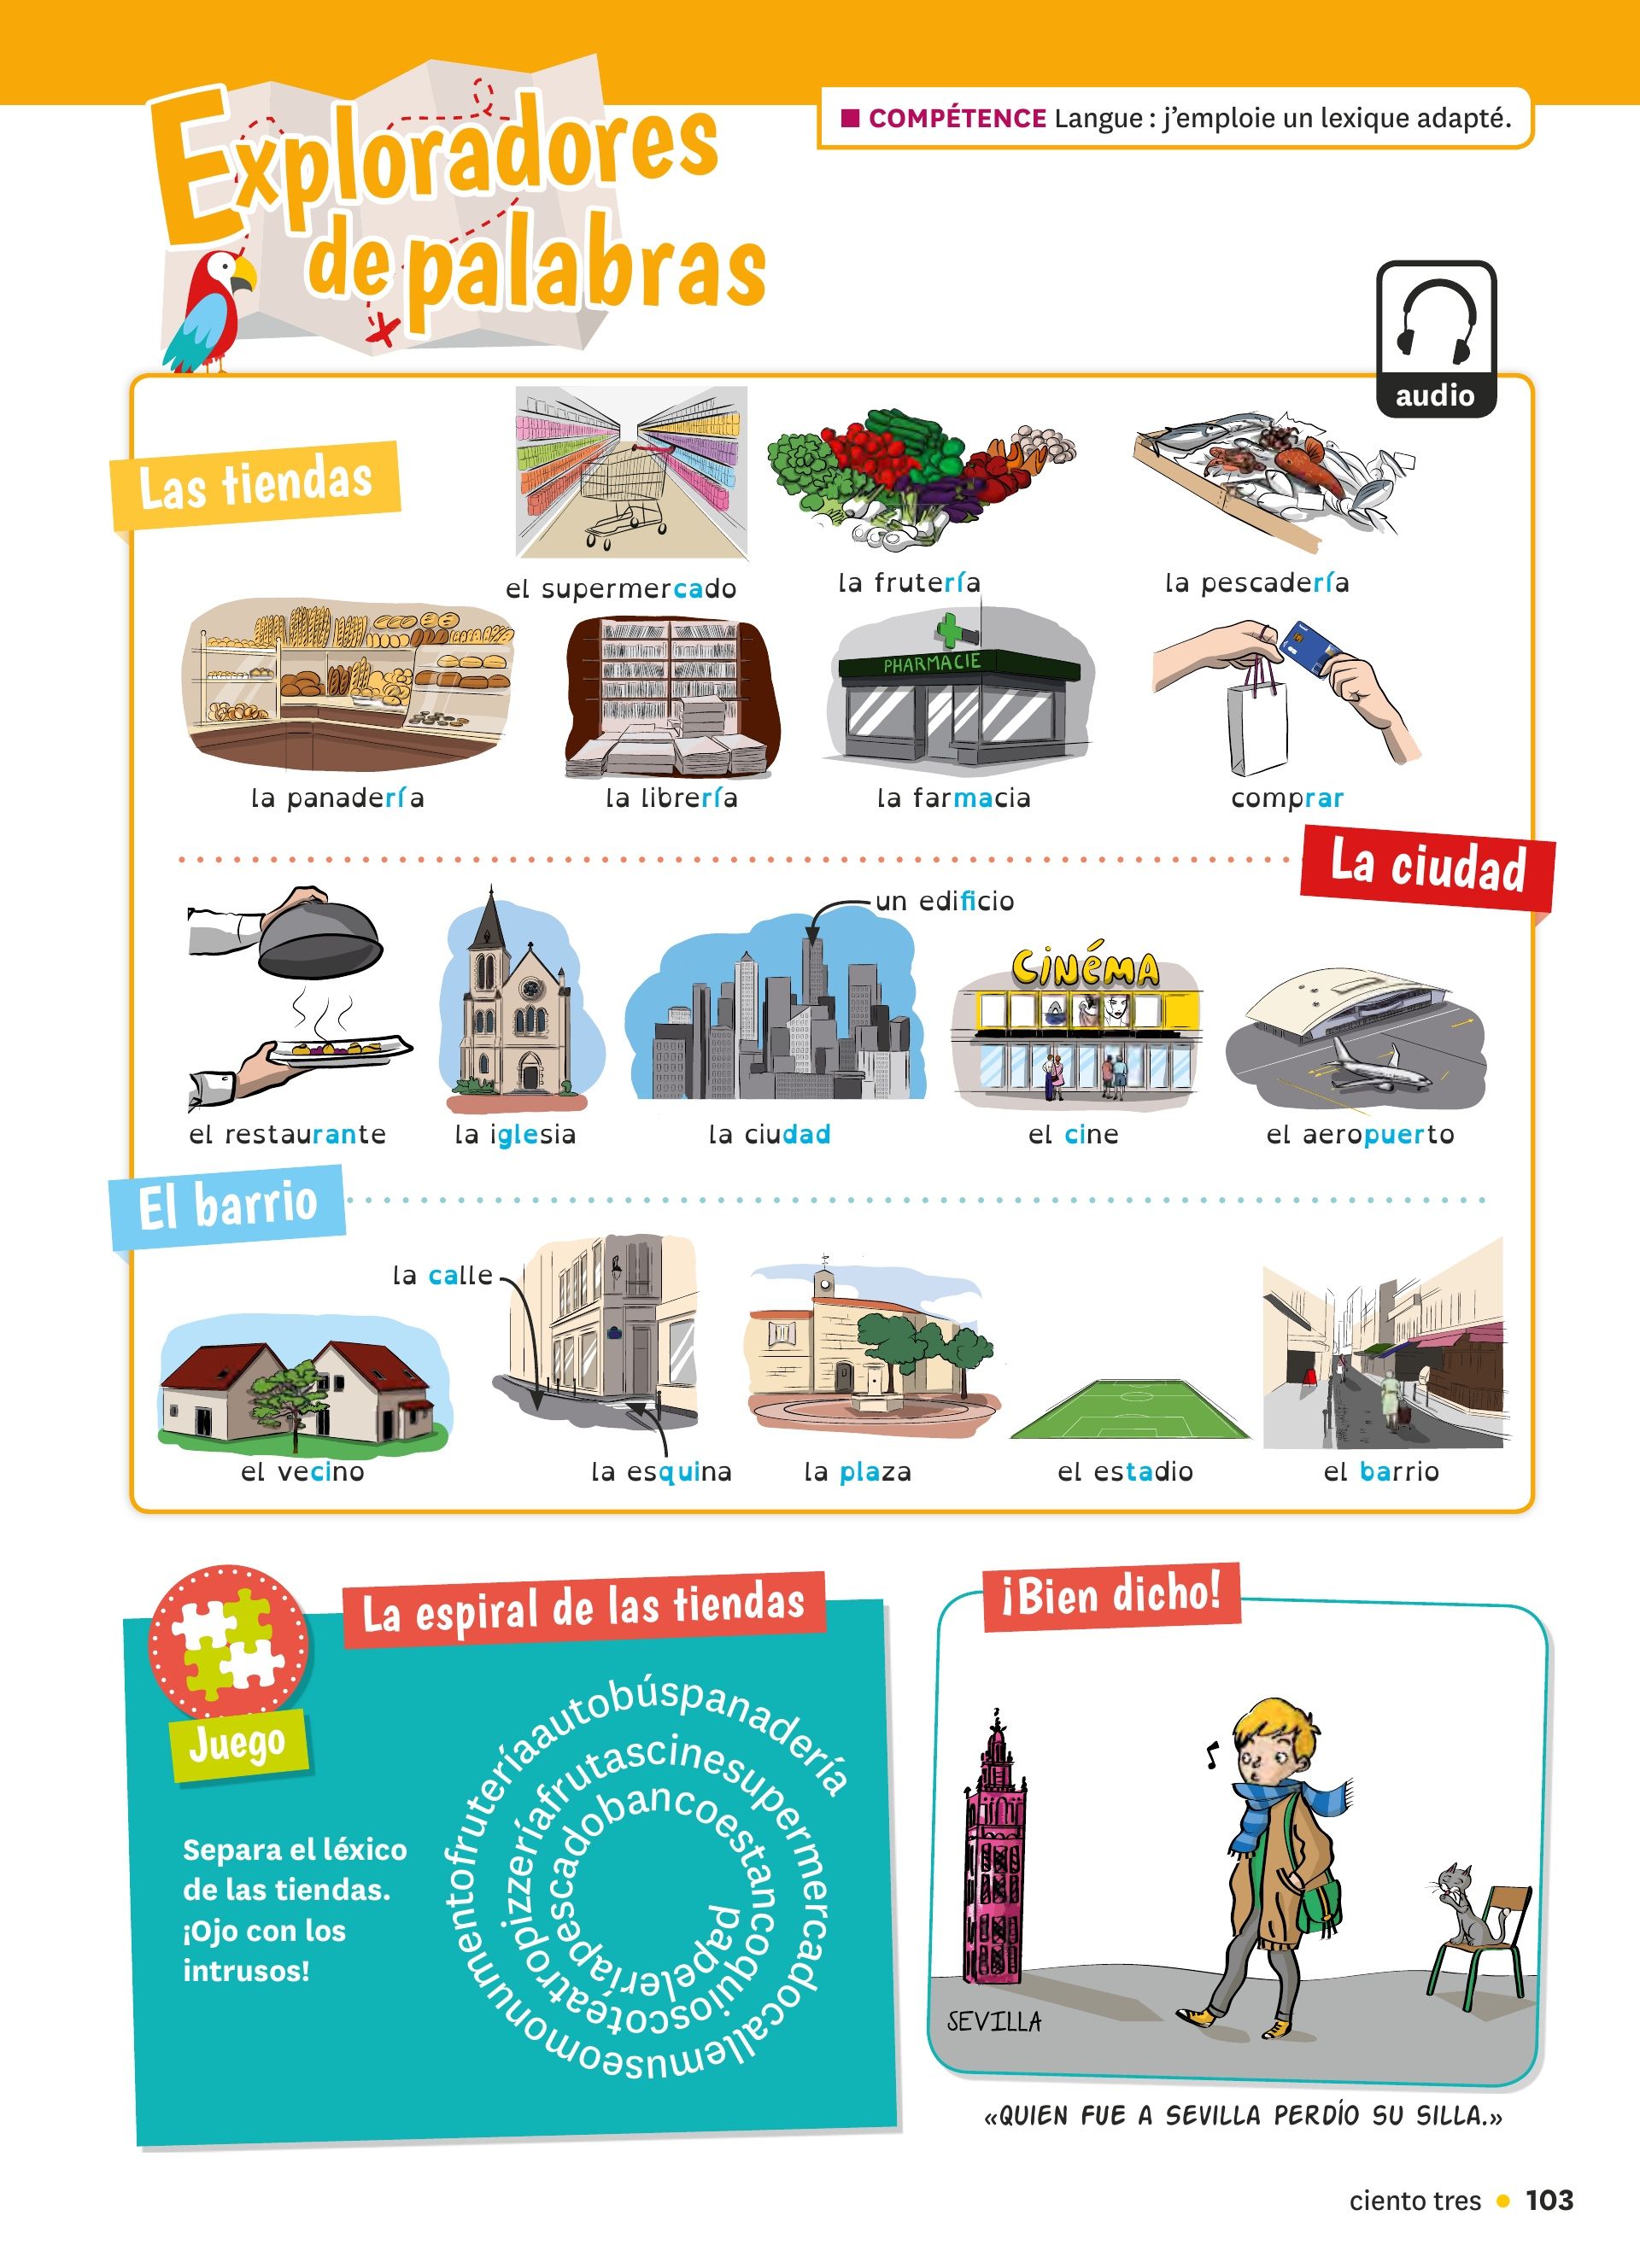 Exploradores
de palabras
■ COMPÉTENCE Langue : j'emploie un lexique adapté.
audio
Las tiendas
el supermercado
la frutería
la pescadería
PHARMACIE
la panadería
la librería
la farmacia
comprar
La ciudad
un edificio
CINÉMA
el restaurante
la iglesia
la ciudad
el cine
el aeropuerto
El barrio
la calle
el vecino
la esquina
la plaza
el estadio
el barrio
La espiral de las tiendas
Juego
Separa el léxico
de las tiendas.
¡Ojo con los
intrusos!
papeleríapescadobancoestancoquioscoteatropizzeríafrutascinesupermercadocallemuseomonumentofruteríaautobúspanadería
¡Bien dicho!
SEVILLA
«QUIEN FUE A SEVILLA PERDÍO SU SILLA.»
ciento tres • 103